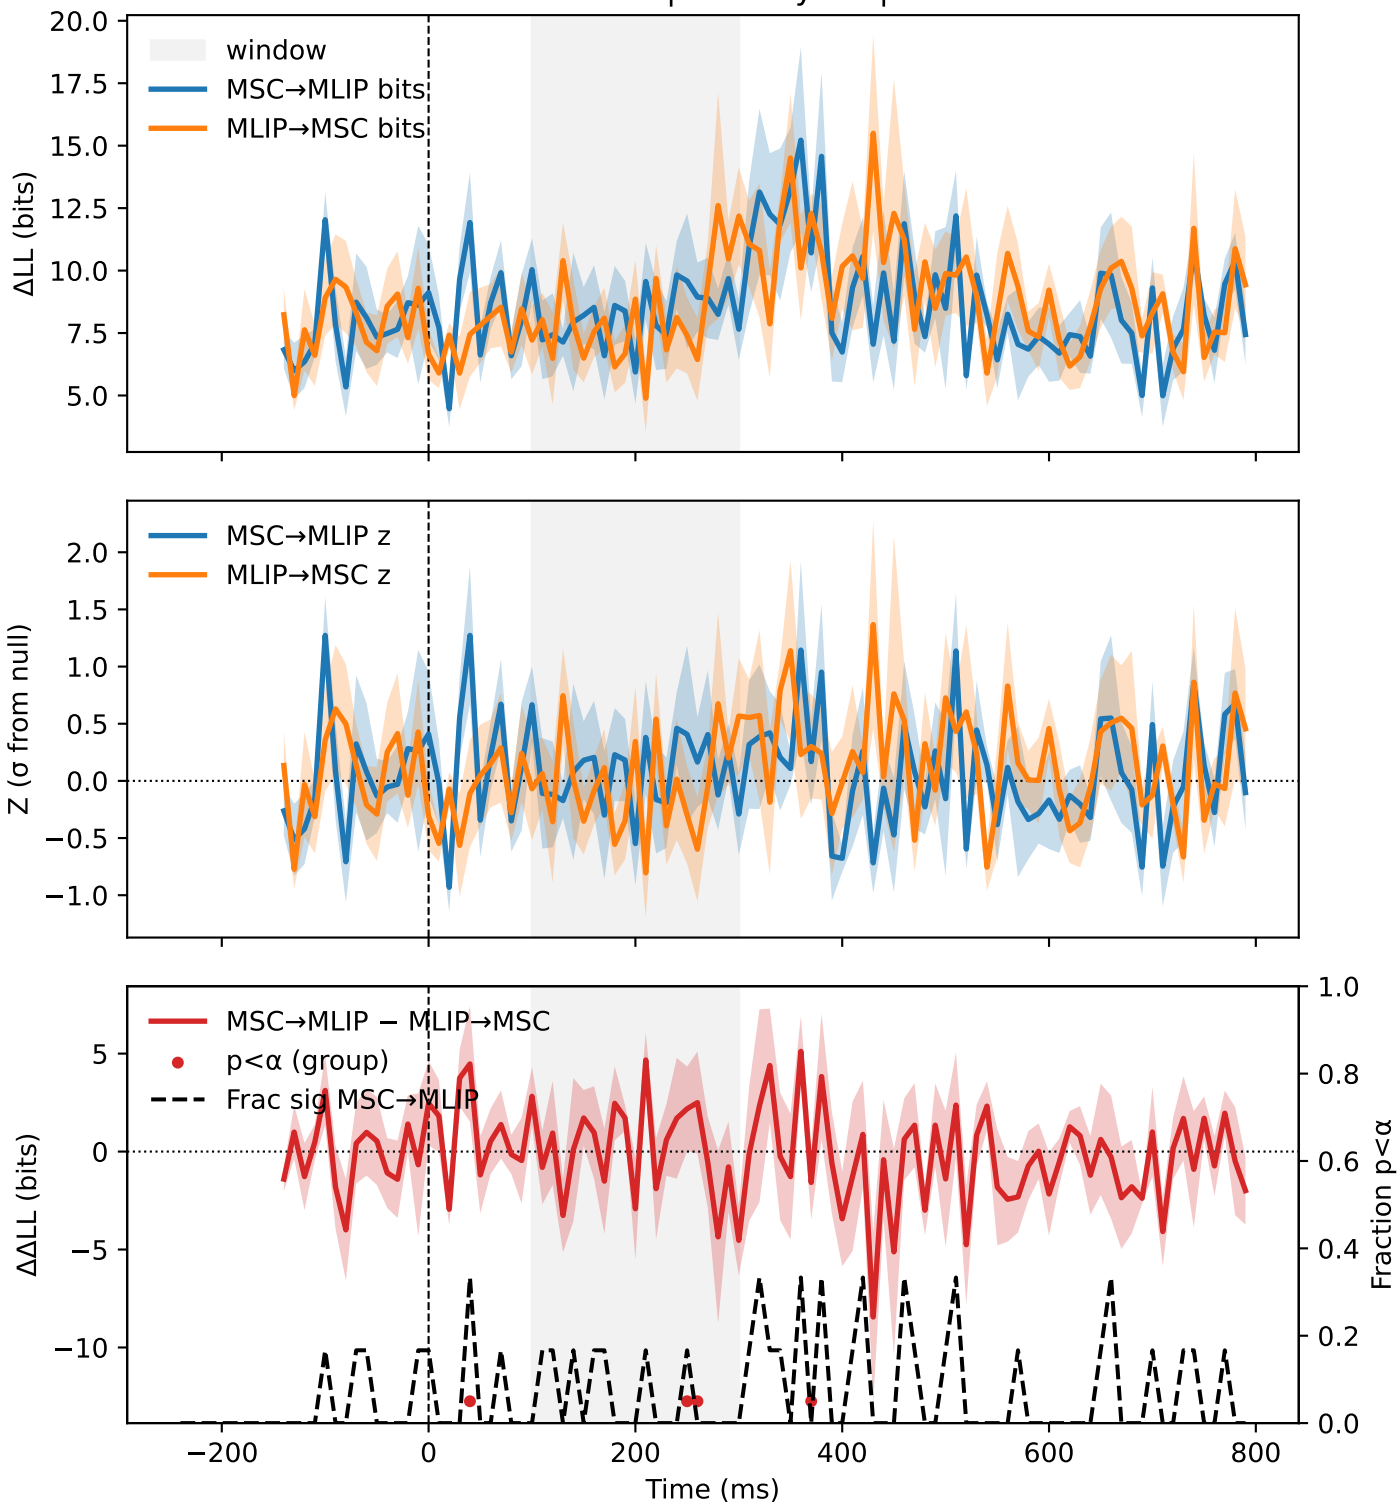 20.0
17.5
15.0
12.5
10.0
7.5
5.0
ΔLL (bits)
window
MSC→MLIP bits
MLIP→MSC bits
2.0
1.5
1.0
0.5
0.0
−0.5
−1.0
Z (σ from null)
MSC→MLIP z
MLIP→MSC z
5
0
−5
−10
ΔΔLL (bits)
MSC→MLIP − MLIP→MSC
p<α (group)
Frac sig MSC→MLIP
1.0
0.8
0.6
0.4
0.2
0.0
Fraction p<α
−200
0
200
400
600
800
Time (ms)